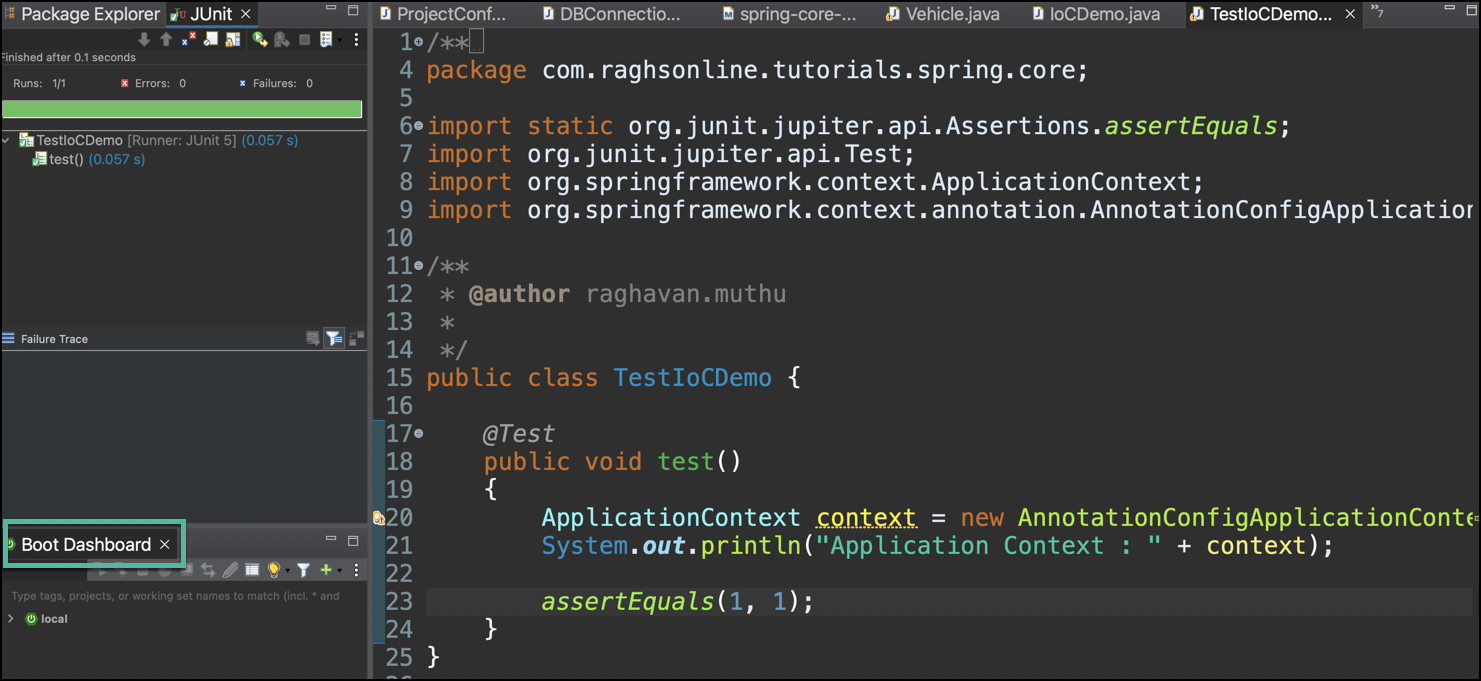 Package Explorer JUnit
Finished after 0.1 seconds
Runs: 1/1 Errors: 0 Failures: 0
TestIoCDemo [Runner: JUnit 5] (0.057 s)
test() (0.057 s)
Failure Trace
Boot Dashboard
Type tags, projects, or working set names to match (incl. * and
local
ProjectConf... DBConnectio... spring-core-... Vehicle.java IoCDemo.java TestIoCDemo... 7
1 /**
4 package com.raghsonline.tutorials.spring.core;
5
6 import static org.junit.jupiter.api.Assertions.assertEquals;
7 import org.junit.jupiter.api.Test;
8 import org.springframework.context.ApplicationContext;
9 import org.springframework.context.annotation.AnnotationConfigApplication
10
11 /**
12 * @author raghavan.muthu
13 *
14 */
15 public class TestIoCDemo {
16
17 @Test
18 public void test()
19 {
20 ApplicationContext context = new AnnotationConfigApplicationConte
21 System.out.println("Application Context : " + context);
22
23 assertEquals(1, 1);
24 }
25 }